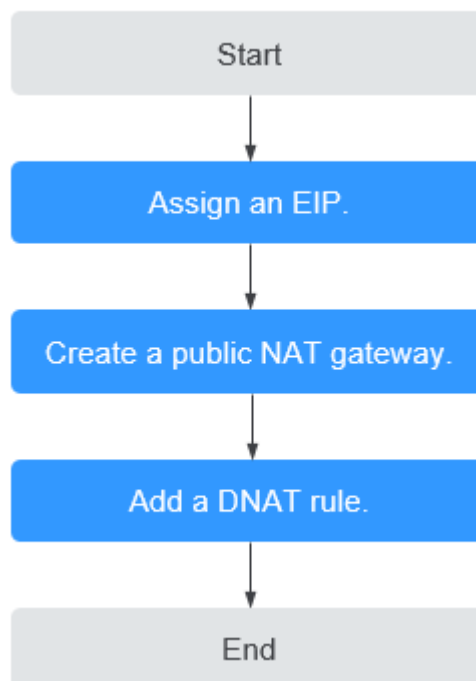 Start
Assign an EIP.
Create a public NAT gateway.
Add a DNAT rule.
End